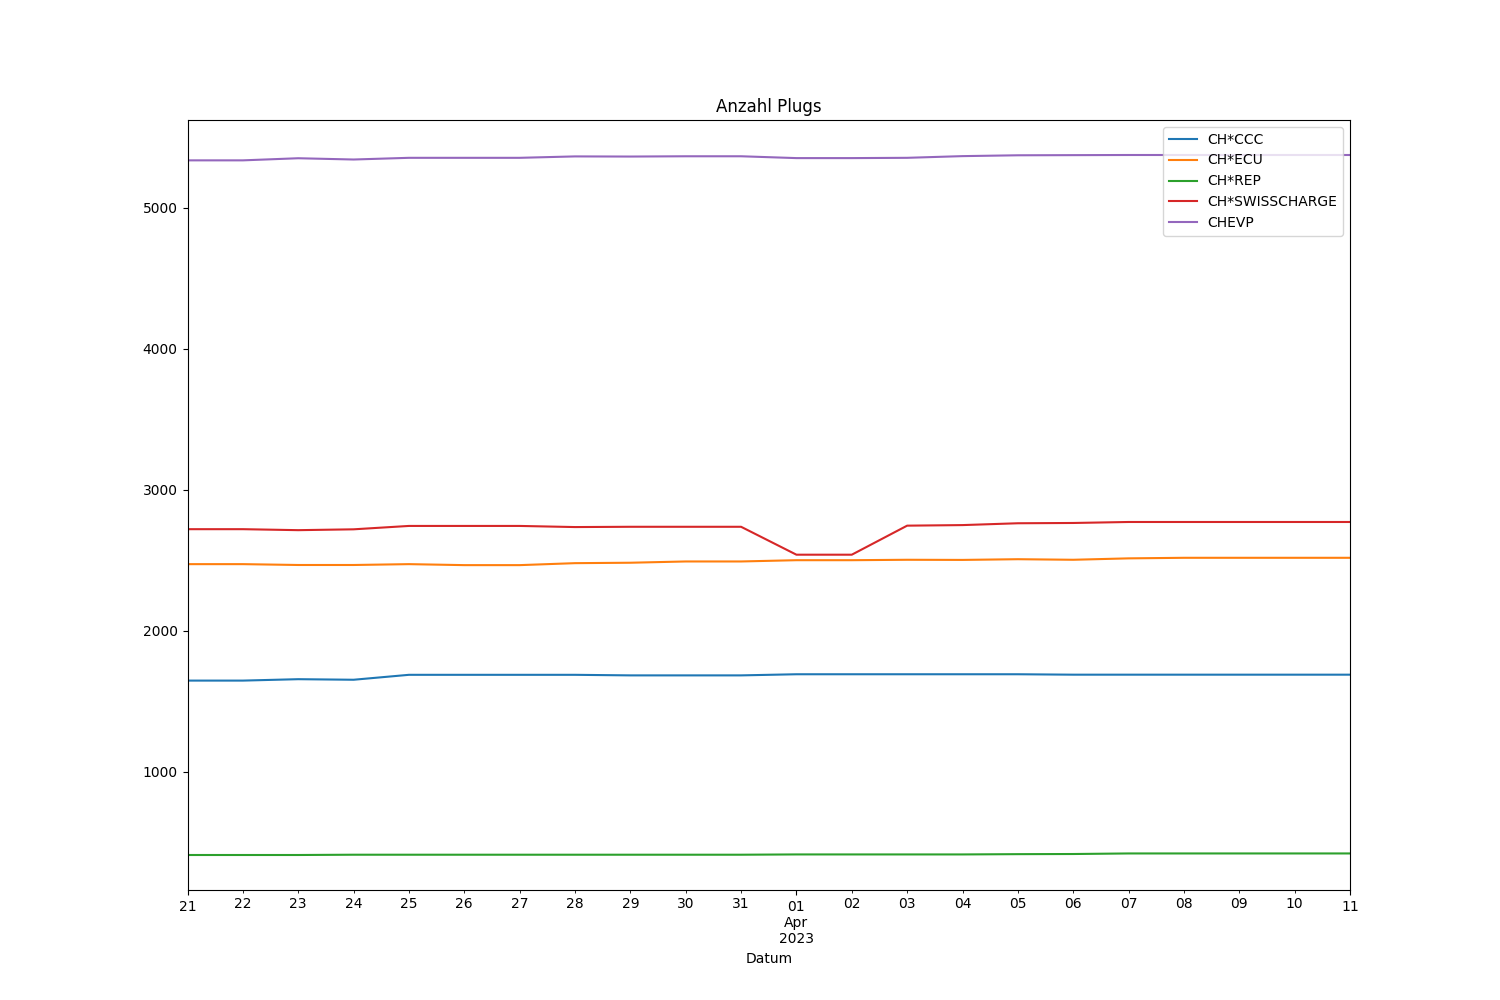 Anzahl Plugs
CH*CCC
CH*ECU
CH*REP
CH*SWISSCHARGE
CHEVP
5000
4000
3000
2000
1000
21 22 23 24 25 26 27 28 29 30 31 01 02 03 04 05 06 07 08 09 10 11
Apr
2023
Datum